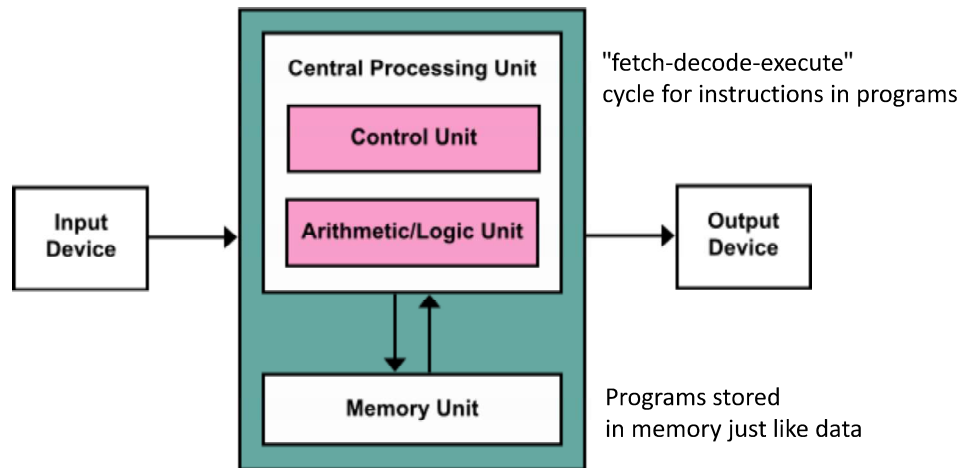 Central Processing Unit
Control Unit
Arithmetic/Logic Unit
"fetch-decode-execute"
cycle for instructions in programs
Input
Device
Output
Device
Memory Unit
Programs stored
in memory just like data